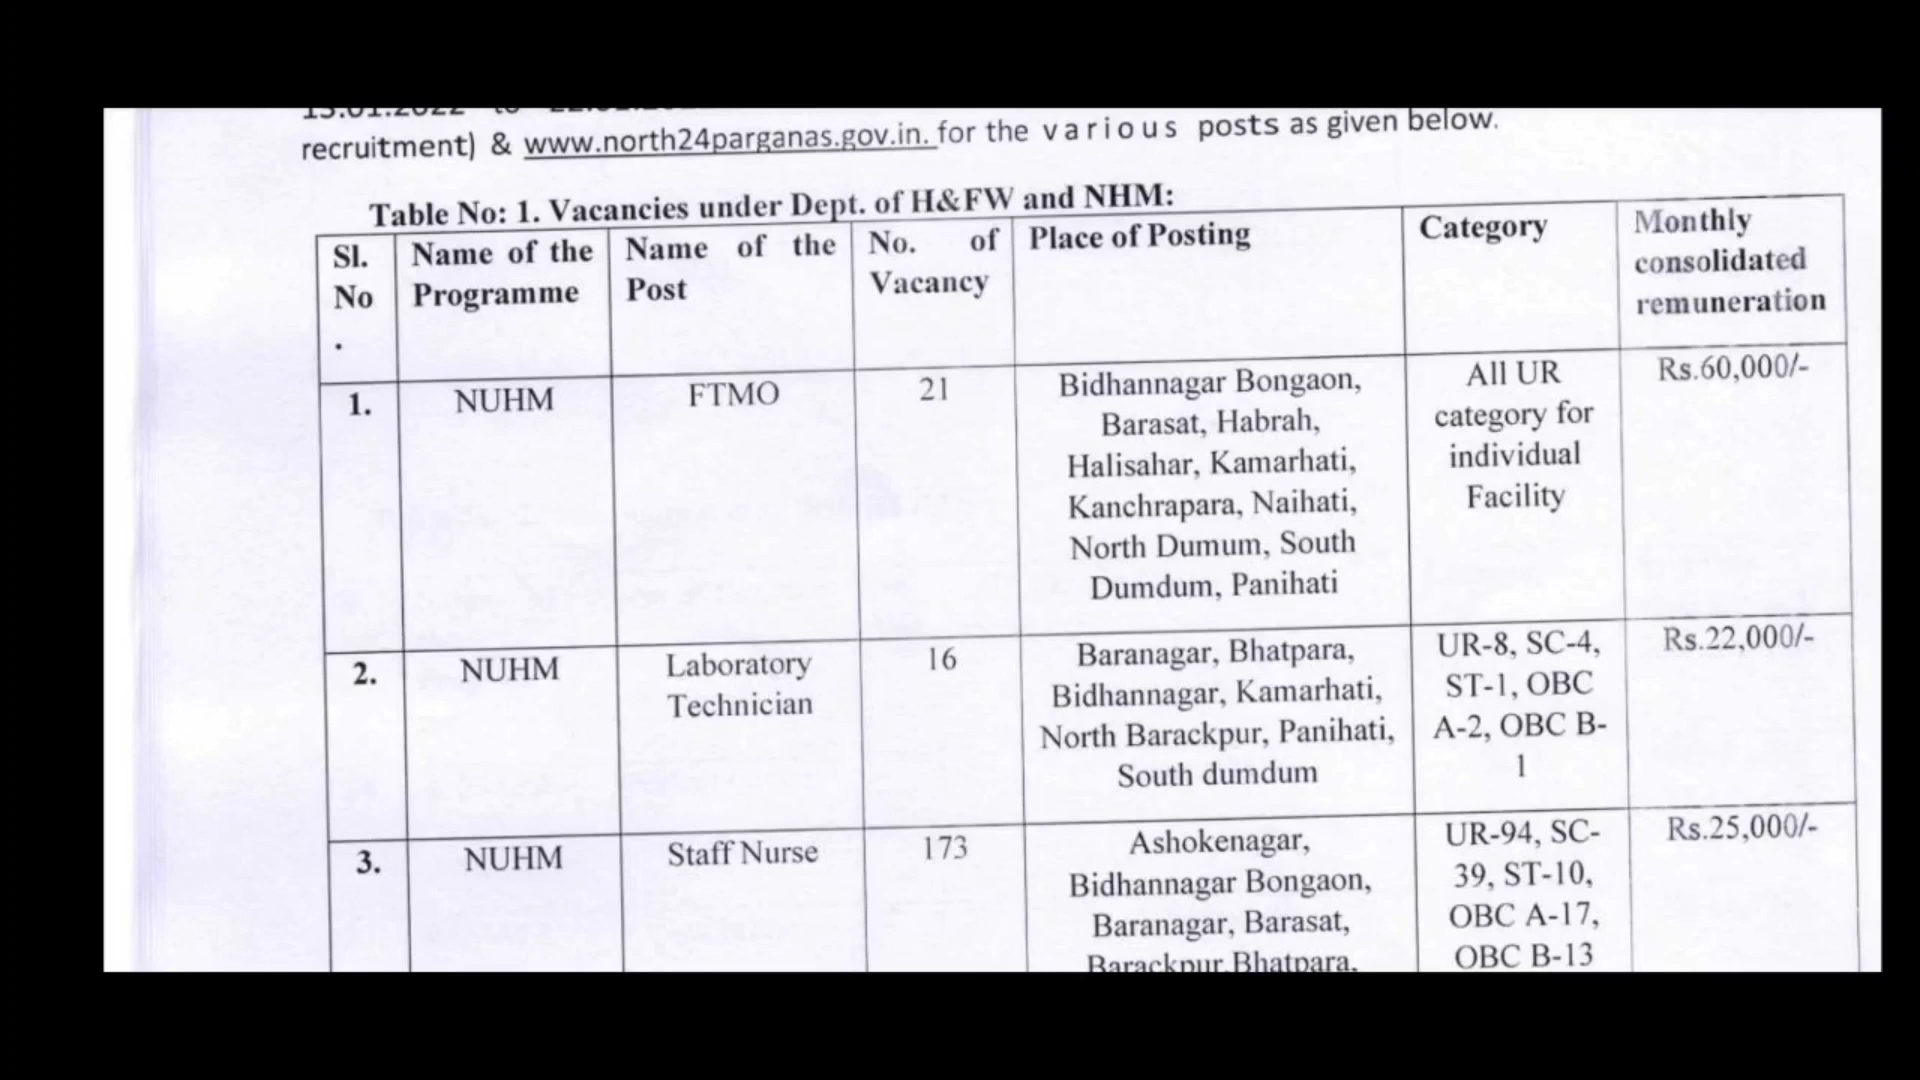 13.01.2022 to
recruitment) & www.north24parganas.gov.in. for the various posts as given below.
Table No: 1. Vacancies under Dept. of H&FW and NHM:
Sl. No . Name of the Programme Name of the Post No. of Vacancy Place of Posting Category Monthly consolidated remuneration
1. NUHM FTMO 21 Bidhannagar Bongaon, All UR Rs.60,000/-
Barasat, Habrah, category for
Halisahar, Kamarhati, individual
Kanchrapara, Naihati, Facility
North Dumum, South
Dumdum, Panihati
2. NUHM Laboratory 16 Baranagar, Bhatpara, UR-8, SC-4, Rs.22,000/-
Technician Bidhannagar, Kamarhati, ST-1, OBC
North Barackpur, Panihati, A-2, OBC B-
South dumdum 1
3. NUHM Staff Nurse 173 Ashokenagar, UR-94, SC- Rs.25,000/-
Bidhannagar Bongaon, 39, ST-10,
Baranagar, Barasat, OBC A-17,
Barackpur,Bhatpara, OBC B-13